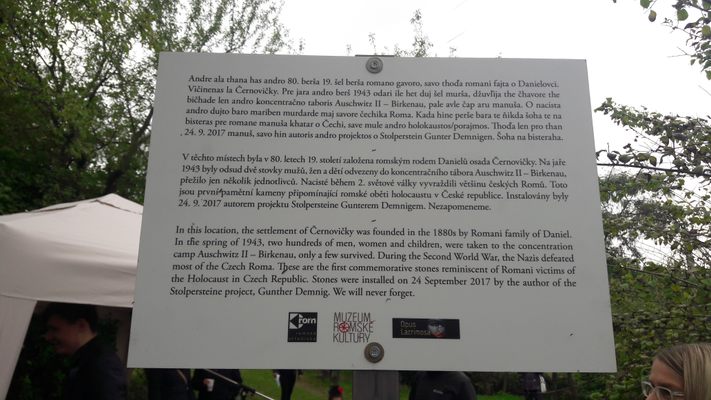 Andre ala thana has andro 80. berša 19. šel berša romano gavoro, savo thoďa romani fajta o Danielovci.
Vičinenas la Černovičky. Pre jara andro berš 1943 odari ile het duj šel murša, džuvľija the čhavore the
bičhade len andro koncentračno taboris Auschwitz II – Birkenau, pale avle čap aru manuša. O nacista
andro dujto baro mariben murdarde maj savore čechika Roma. Kada hine perše bara te ňikda šoha te na
bisteras pre romane manuša khatar o Čechi, save mule andro holokaustos/porajmos. Thoďa len pro than
, 24. 9. 2017 manuš, savo hin autoris andro projektos o Stolperstein Gunter Demnigen. Šoha na bisteraha.
V těchto místech byla v 80. letech 19. století založena romským rodem Danielů osada Černovičky. Na jaře
1943 byly odsud dvě stovky mužů, žen a dětí odvezeny do koncentračního tábora Auschwitz II – Birkenau,
přežilo jen několik jednotlivců. Nacisté během 2. světové války vyvraždili většinu českých Romů. Toto
jsou první pamětní kameny připomínající romské oběti holocaustu v České republice. Instalovány byly
24. 9. 2017 autorem projektu Stolpersteine Gunterem Demnigem. Nezapomeneme.
In this location, the settlement of Černovičky was founded in the 1880s by Romani family of Daniel.
In the spring of 1943, two hundreds of men, women and children, were taken to the concentration
camp Auschwitz II – Birkenau, only a few survived. During the Second World War, the Nazis defeated
most of the Czech Roma. These are the first commemorative stones reminiscent of Romani victims of
the Holocaust in Czech Republic. Stones were installed on 24 September 2017 by the author of the
Stolpersteine project, Gunther Demnig. We will never forget.
MUZEUM
ROMSKÉ
KULTURY
Opus
Lacrimosa